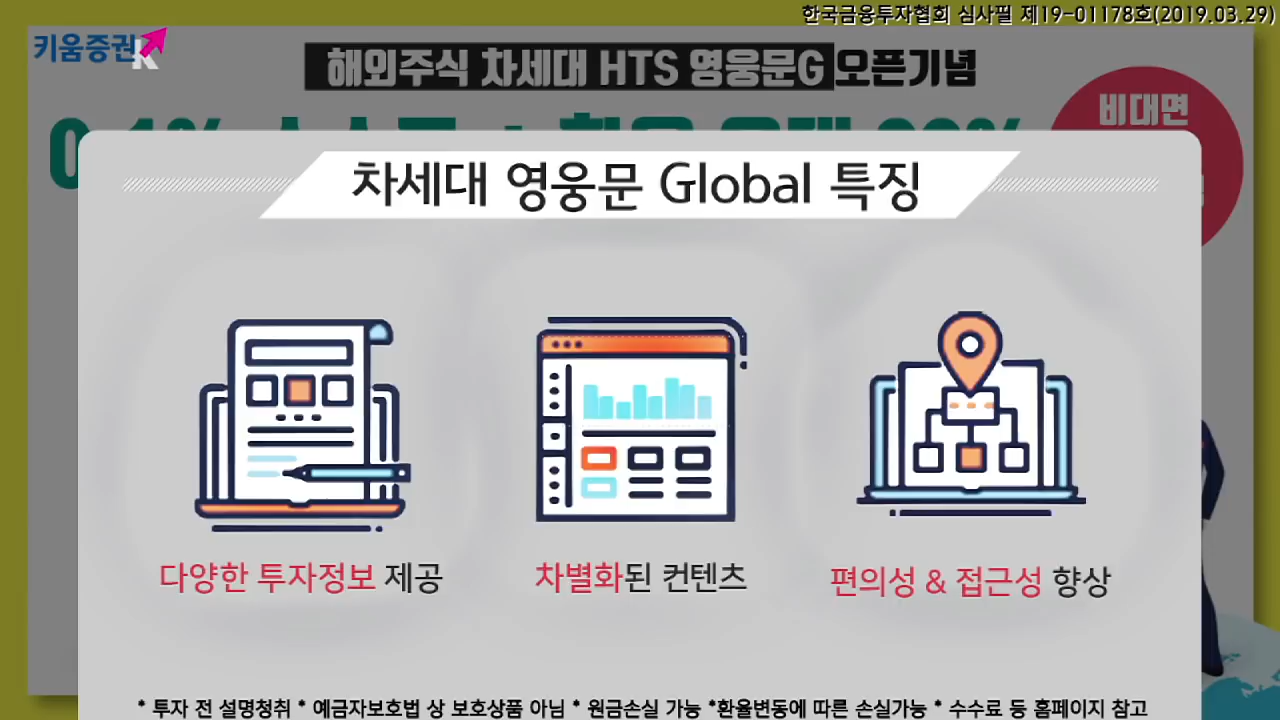 한국금융투자협회 심사필 제19-01178호(2019.03.29)
키움증권
해외주식 차세대 HTS 영웅문G 오픈기념
비대면
차세대 영웅문 Global 특징
다양한 투자정보 제공
차별화된 컨텐츠
편의성 & 접근성 향상
* 투자 전 설명청취 * 예금자보호법 상 보호상품 아님 * 원금손실 가능 *환율변동에 따른 손실가능 * 수수료 등 홈페이지 참고